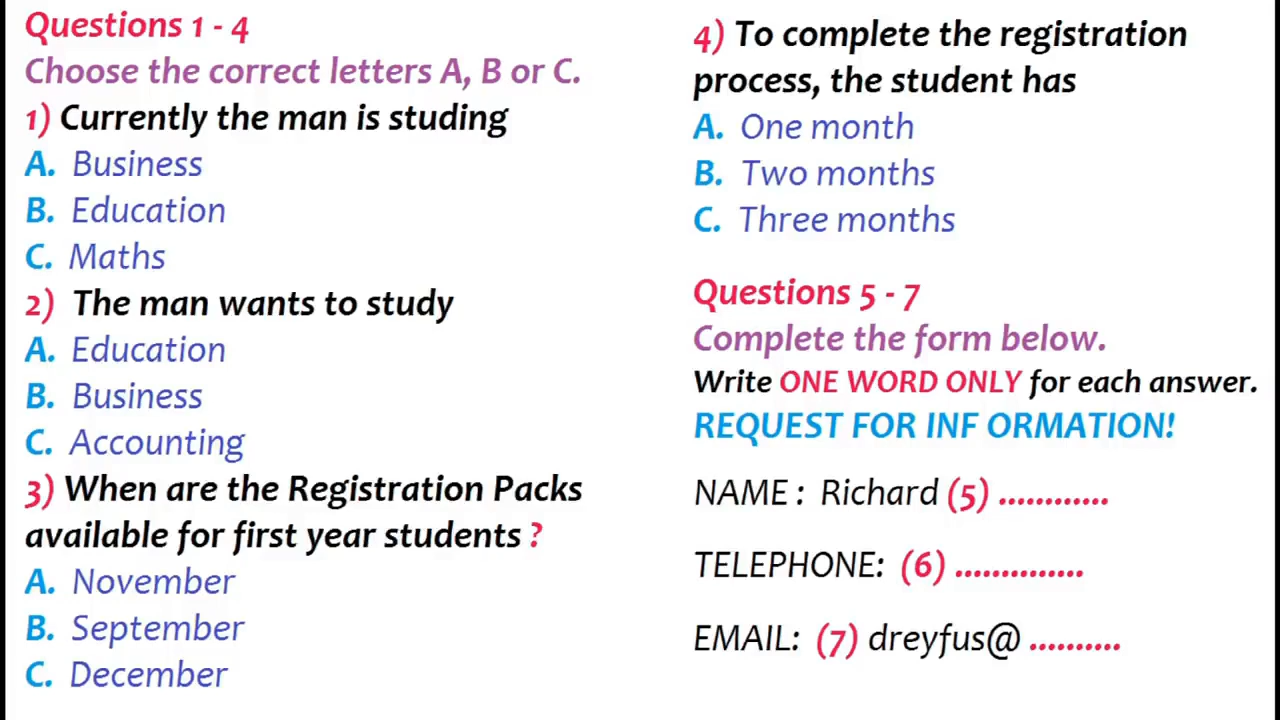 Questions 1 - 4
Choose the correct letters A, B or C.
1) Currently the man is studing
A. Business
B. Education
C. Maths
2) The man wants to study
A. Education
B. Business
C. Accounting
3) When are the Registration Packs
available for first year students ?
A. November
B. September
C. December
4) To complete the registration
process, the student has
A. One month
B. Two months
C. Three months
Questions 5 - 7
Complete the form below.
Write ONE WORD ONLY for each answer.
REQUEST FOR INF ORMATION!
NAME : Richard (5) ............
TELEPHONE: (6) ..............
EMAIL: (7) dreyfus@ ..........